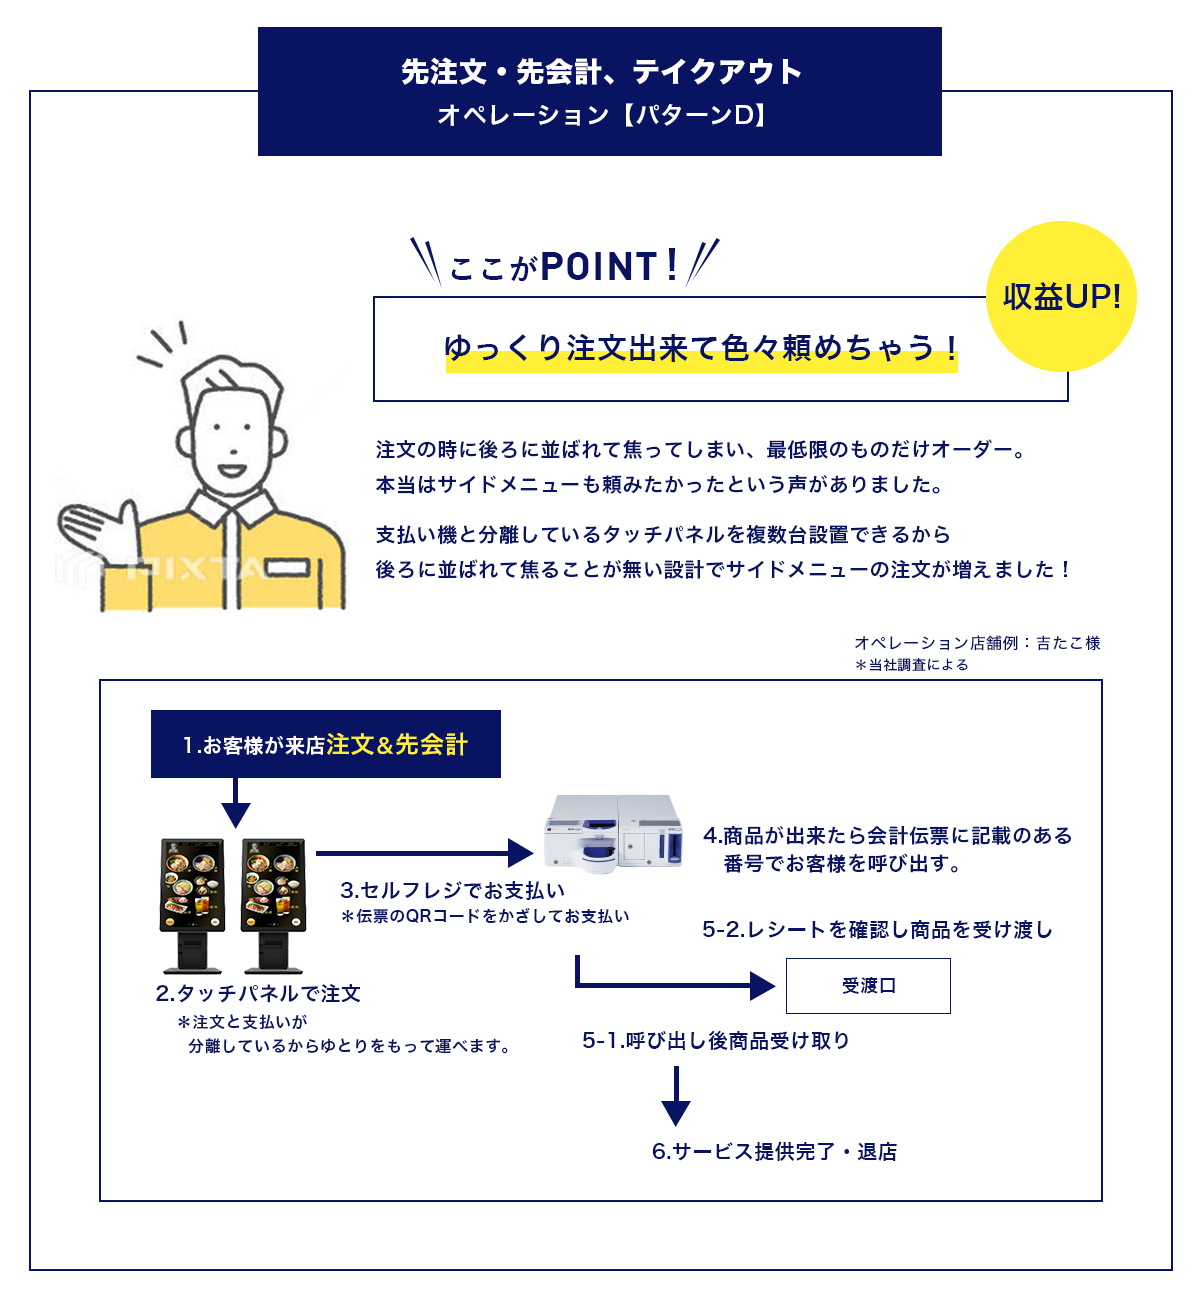 先注文・先会計、テイクアウト
オペレーション【パターンD】
ここがPOINT！
収益UP!
ゆっくり注文出来て色々頼めちゃう！
注文の時に後ろに並ばれて焦ってしまい、最低限のものだけオーダー。
本当はサイドメニューも頼みたかったという声がありました。
支払い機と分離しているタッチパネルを複数台設置できるから
後ろに並ばれて焦ることが無い設計でサイドメニューの注文が増えました！
オペレーション店舗例：吉たこ様
＊当社調査による
1.お客様が来店注文＆先会計
4.商品が出来たら会計伝票に記載のある
番号でお客様を呼び出す。
3.セルフレジでお支払い
＊伝票のQRコードをかざしてお支払い
5-2.レシートを確認し商品を受け渡し
受渡口
2.タッチパネルで注文
＊注文と支払いが
分離しているからゆとりをもって運べます。
5-1.呼び出し後商品受け取り
6.サービス提供完了・退店